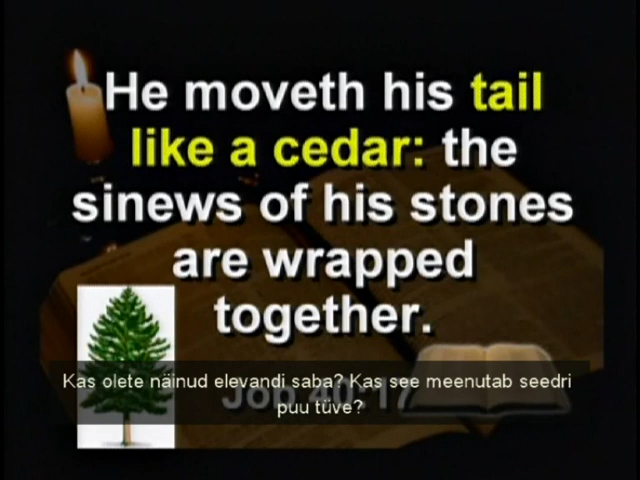 He moveth his tail
like a cedar: the
sinews of his stones
are wrapped
together.
Kas olete näinud elevandi saba? Kas see meenutab seedri
puu tüve?
Job 40:17